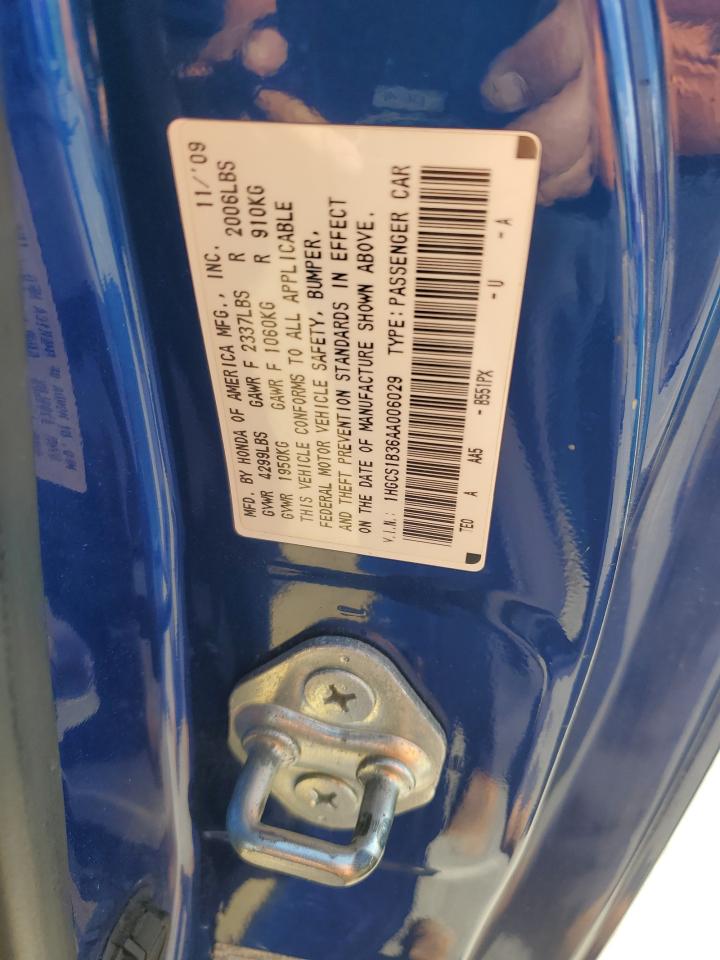 MFD. BY HONDA OF AMERICA MFG., INC. 11/'09
GVWR 4299LBS GAWR F 2337LBS R 2006LBS
GVWR 1950KG GAWR F 1060KG R 910KG
THIS VEHICLE CONFORMS TO ALL APPLICABLE
FEDERAL MOTOR VEHICLE SAFETY, BUMPER,
AND THEFT PREVENTION STANDARDS IN EFFECT
ON THE DATE OF MANUFACTURE SHOWN ABOVE.
V.I.N.: 1HGCS1B36AA006029 TYPE:PASSENGER CAR
TE0 A AA5 - B551PX - U - A